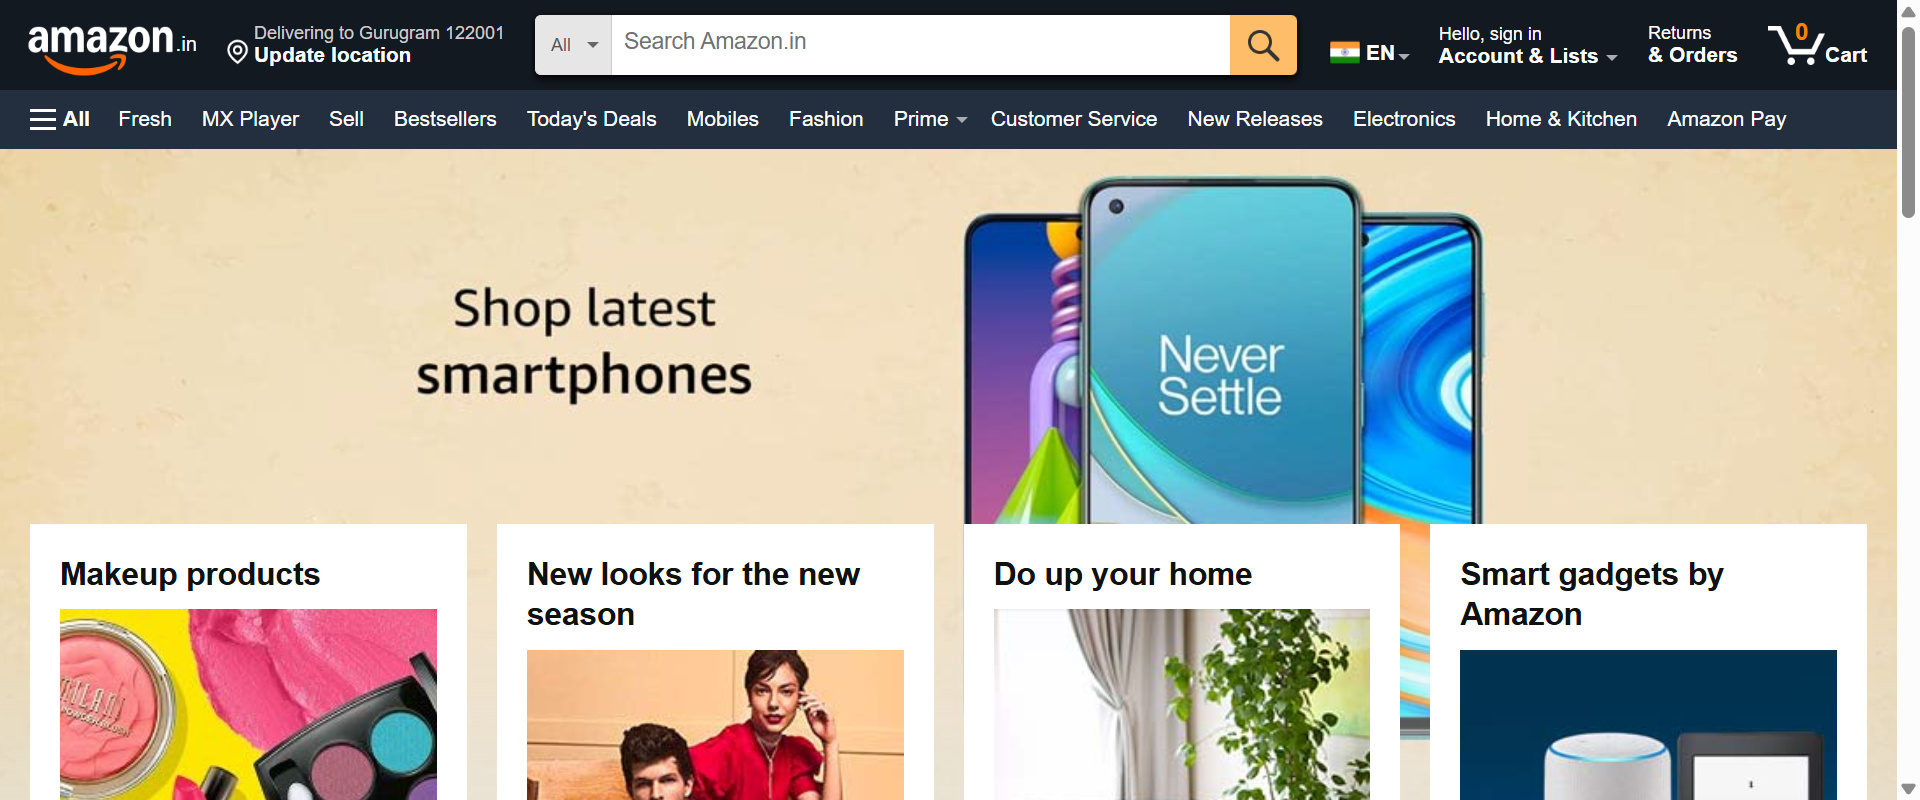 amazon.in
Delivering to Gurugram 122001
Update location
All
Search Amazon.in
EN
Hello, sign in
Account & Lists
Returns
& Orders
0
Cart
All
Fresh
MX Player
Sell
Bestsellers
Today's Deals
Mobiles
Fashion
Prime
Customer Service
New Releases
Electronics
Home & Kitchen
Amazon Pay
Shop latest
smartphones
Never
Settle
Makeup products
New looks for the new
season
Do up your home
Smart gadgets by
Amazon
MILANI
POWDER BLUSH